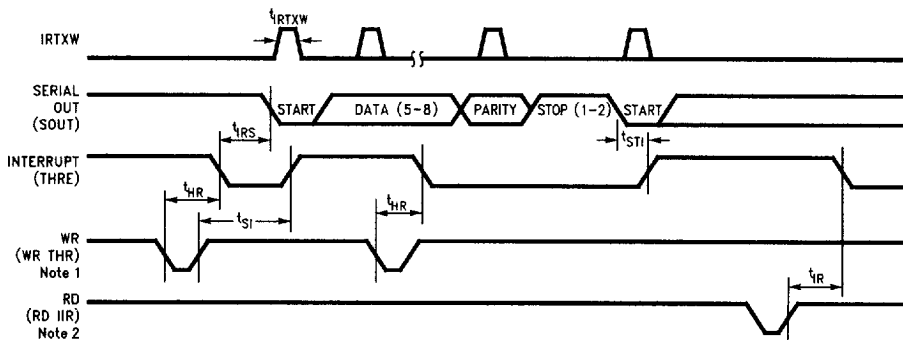 tIRTXW
IRTXW
SERIAL
OUT
(SOUT)
START
DATA (5-8)
PARITY
STOP (1-2)
START
tIRS
tSTI
INTERRUPT
(THRE)
tHR
tSI
tHR
WR
(WR THR)
Note 1
tIR
RD
(RD IIR)
Note 2